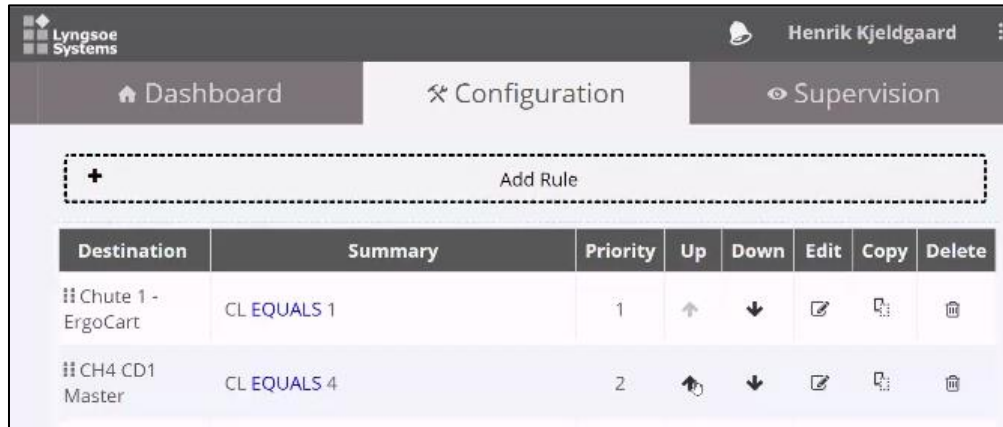 Lyngsoe
Systems
Henrik Kjeldgaard
Dashboard
Configuration
Supervision
Add Rule
Destination Summary Priority Up Down Edit Copy Delete
Chute 1 -
ErgoCart
CL EQUALS 1
1
CH4 CD1
Master
CL EQUALS 4
2